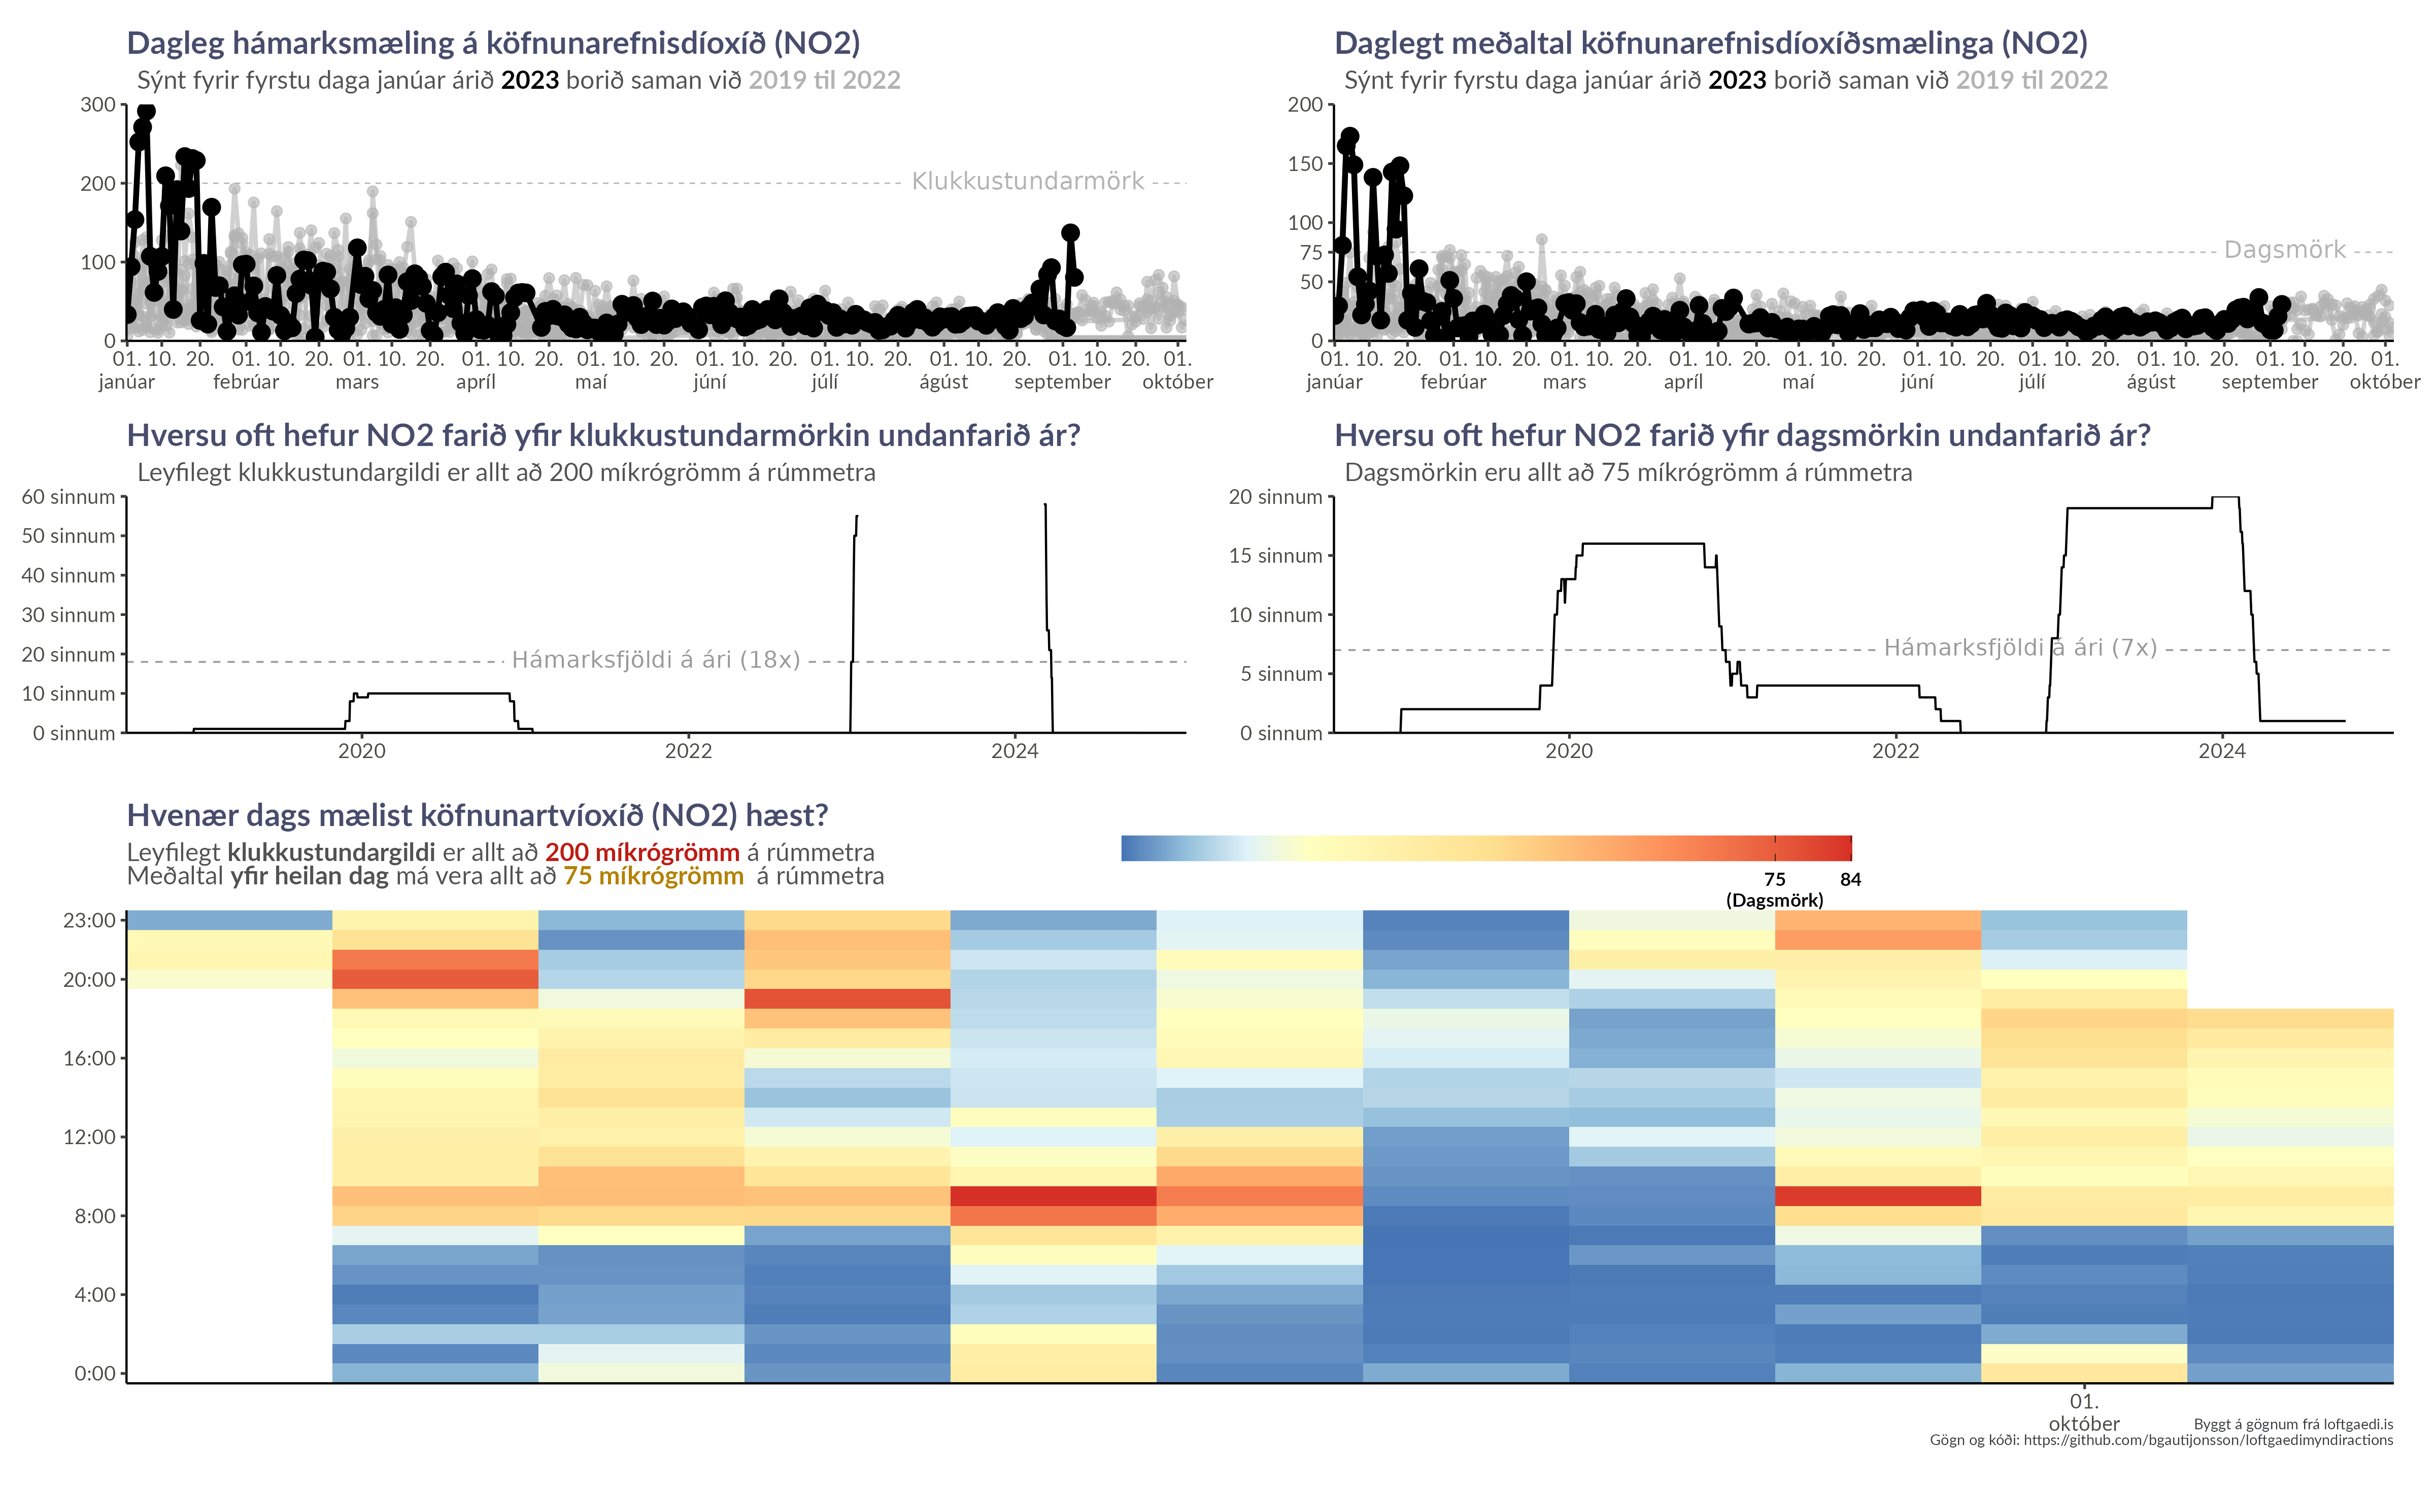 Dagleg hámarksmæling á köfnunarefnisdíoxíð (NO2)
Sýnt fyrir fyrstu daga janúar árið 2023 borið saman við 2019 til 2022
300
200
100
0
Klukkustundarmörk
01. 10. 20. 01. 10. 20. 01. 10. 20. 01. 10. 20. 01. 10. 20. 01. 10. 20. 01. 10. 20. 01. 10. 20. 01. 10. 20. 01.
janúar febrúar mars apríl maí júní júlí ágúst september október
Daglegt meðaltal köfnunarefnisdíoxíðsmælinga (NO2)
Sýnt fyrir fyrstu daga janúar árið 2023 borið saman við 2019 til 2022
200
150
100
75
50
0
Dagsmörk
01. 10. 20. 01. 10. 20. 01. 10. 20. 01. 10. 20. 01. 10. 20. 01. 10. 20. 01. 10. 20. 01. 10. 20. 01. 10. 20. 01.
janúar febrúar mars apríl maí júní júlí ágúst september október
Hversu oft hefur NO2 farið yfir klukkustundarmörkin undanfarið ár?
Leyfilegt klukkustundargildi er allt að 200 míkrógrömm á rúmmetra
60 sinnum
50 sinnum
40 sinnum
30 sinnum
20 sinnum
10 sinnum
0 sinnum
Hámarksfjöldi á ári (18x)
2020 2022 2024
Hversu oft hefur NO2 farið yfir dagsmörkin undanfarið ár?
Dagsmörkin eru allt að 75 míkrógrömm á rúmmetra
20 sinnum
15 sinnum
10 sinnum
5 sinnum
0 sinnum
Hámarksfjöldi á ári (7x)
2020 2022 2024
Hvenær dags mælist köfnunartvíoxíð (NO2) hæst?
Leyfilegt klukkustundargildi er allt að 200 míkrógrömm á rúmmetra
Meðaltal yfir heilan dag má vera allt að 75 míkrógrömm á rúmmetra
75 84
(Dagsmörk)
23:00
20:00
16:00
12:00
8:00
4:00
0:00
01.
október
Byggt á gögnum frá loftgaedi.is
Gögn og kóði: https://github.com/bgautijonsson/loftgaedimyndiractions